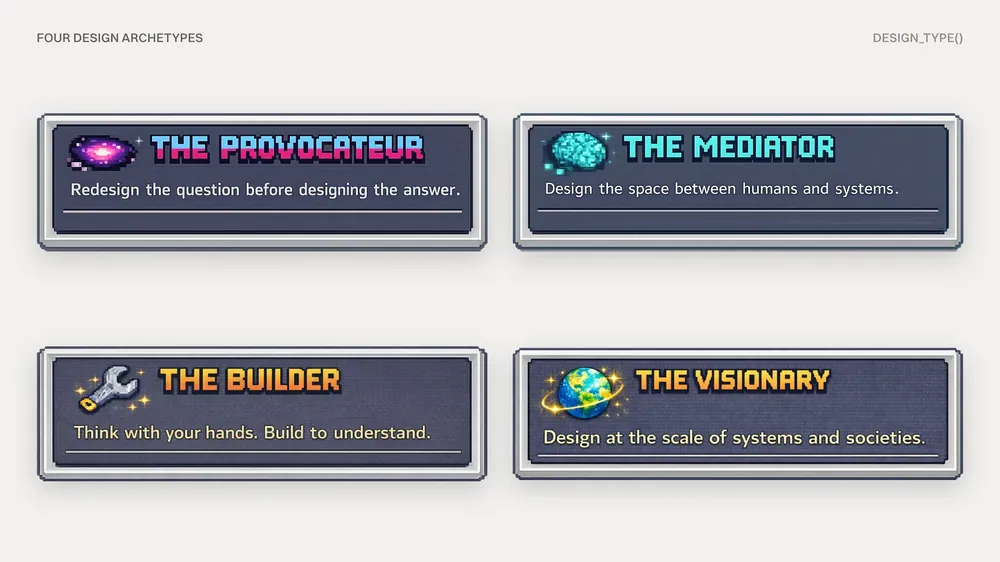 FOUR DESIGN ARCHETYPES
DESIGN_TYPE()
THE PROVOCATEUR
Redesign the question before designing the answer.
THE MEDIATOR
Design the space between humans and systems.
THE BUILDER
Think with your hands. Build to understand.
THE VISIONARY
Design at the scale of systems and societies.